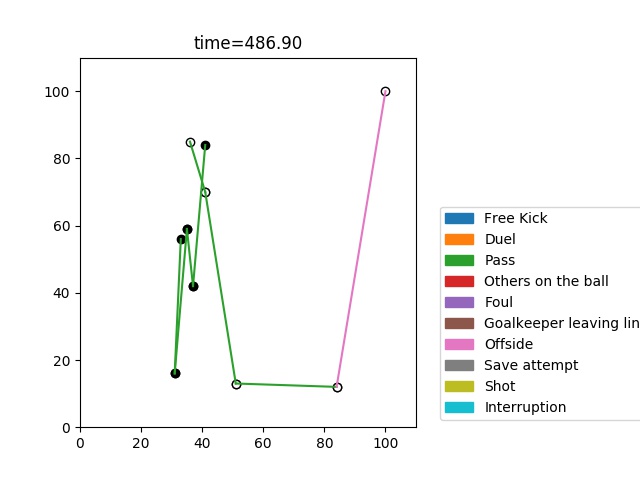 time=486.90
100
80
60
40
20
0
0 20 40 60 80 100
Free Kick
Duel
Pass
Others on the ball
Foul
Goalkeeper leaving lin
Offside
Save attempt
Shot
Interruption